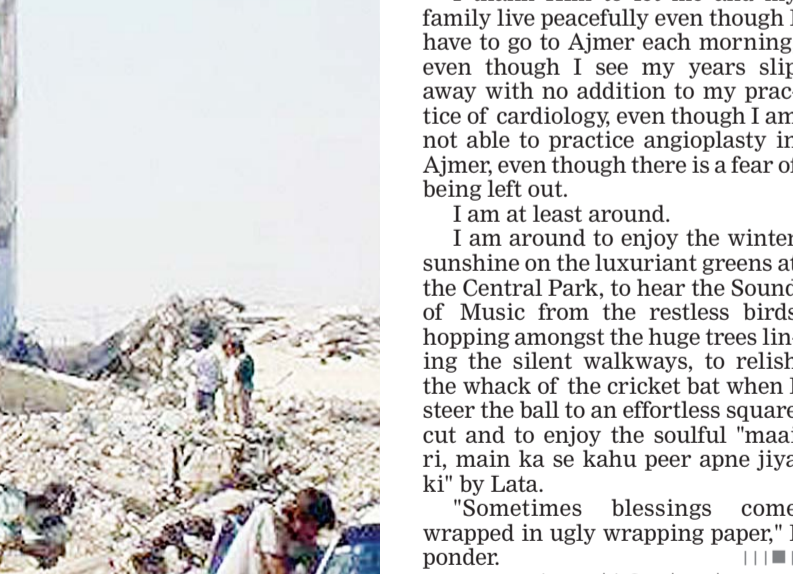 family live peacefully even though I
have to go to Ajmer each morning
even though I see my years slip
away with no addition to my prac-
tice of cardiology, even though I am
not able to practice angioplasty in
Ajmer, even though there is a fear of
being left out.
I am at least around.
I am around to enjoy the winter
sunshine on the luxuriant greens at
the Central Park, to hear the Sound
of Music from the restless birds
hopping amongst the huge trees lin-
ing the silent walkways, to relish
the whack of the cricket bat when I
steer the ball to an effortless square
cut and to enjoy the soulful "maai
ri, main ka se kahu peer apne jiya
ki" by Lata.
"Sometimes blessings come
wrapped in ugly wrapping paper," I
ponder.